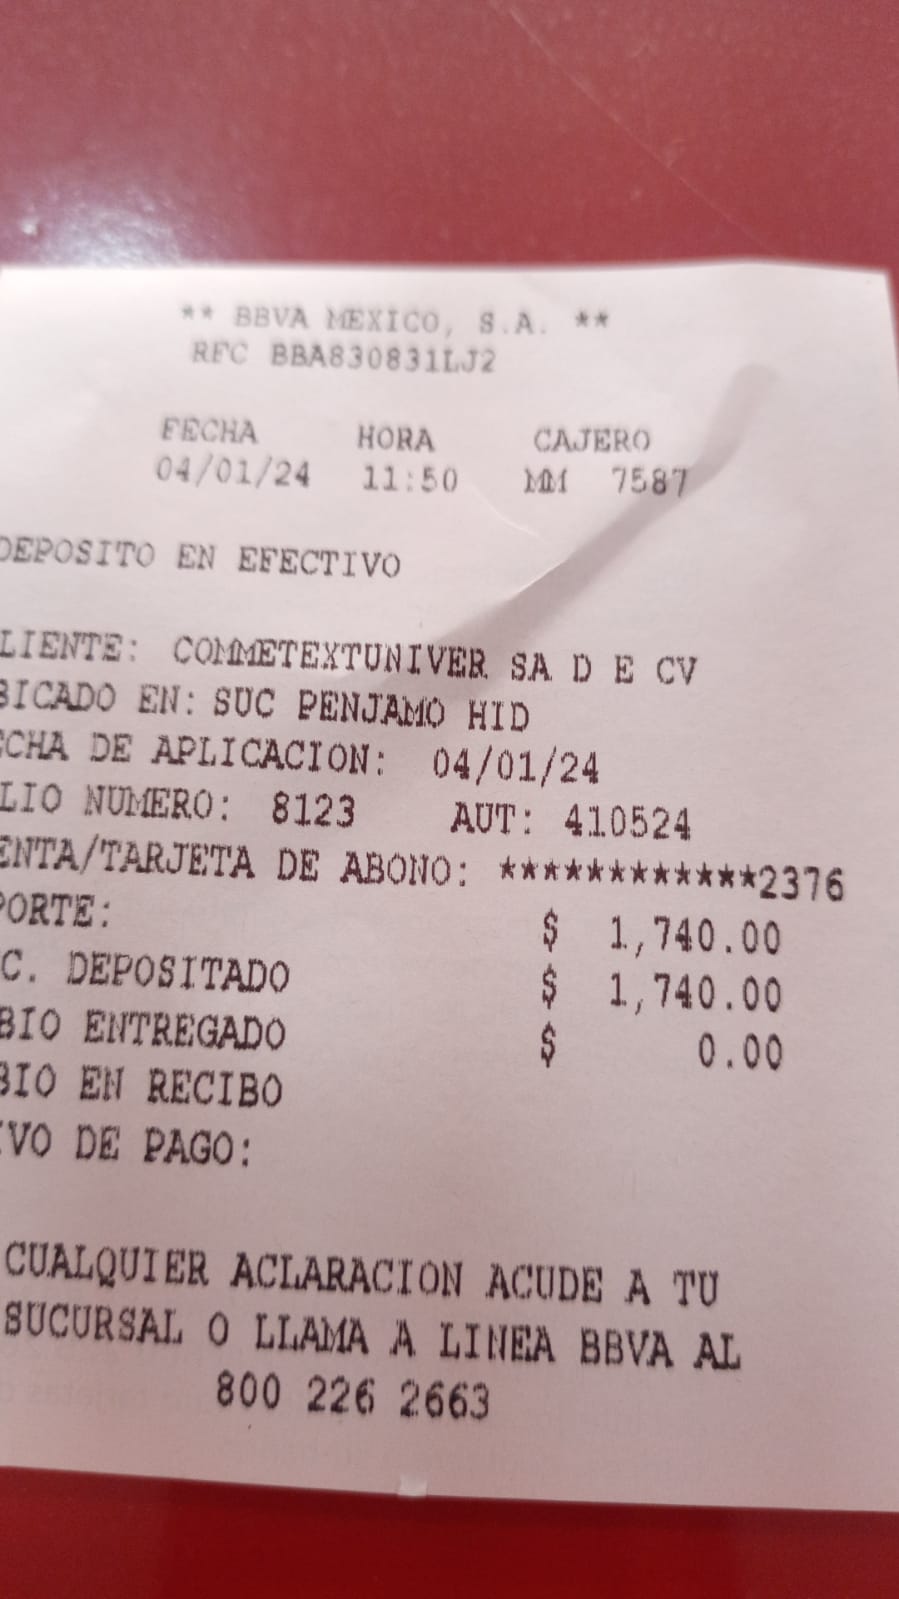 ** BBVA MEXICO, S.A. **
RFC BBA830831LJ2
FECHA HORA CAJERO
04/01/24 11:50 MM 7587
DEPOSITO EN EFECTIVO
LIENTE: COMMETEXTUNIVER SA D E CV
BICADO EN: SUC PENJAMO HID
CHA DE APLICACION: 04/01/24
LIO NUMERO: 8123 AUT: 410524
ENTA/TARJETA DE ABONO: ************2376
PORTE: $ 1,740.00
C. DEPOSITADO $ 1,740.00
BIO ENTREGADO $ 0.00
BIO EN RECIBO
IVO DE PAGO:
CUALQUIER ACLARACION ACUDE A TU
SUCURSAL O LLAMA A LINEA BBVA AL
800 226 2663